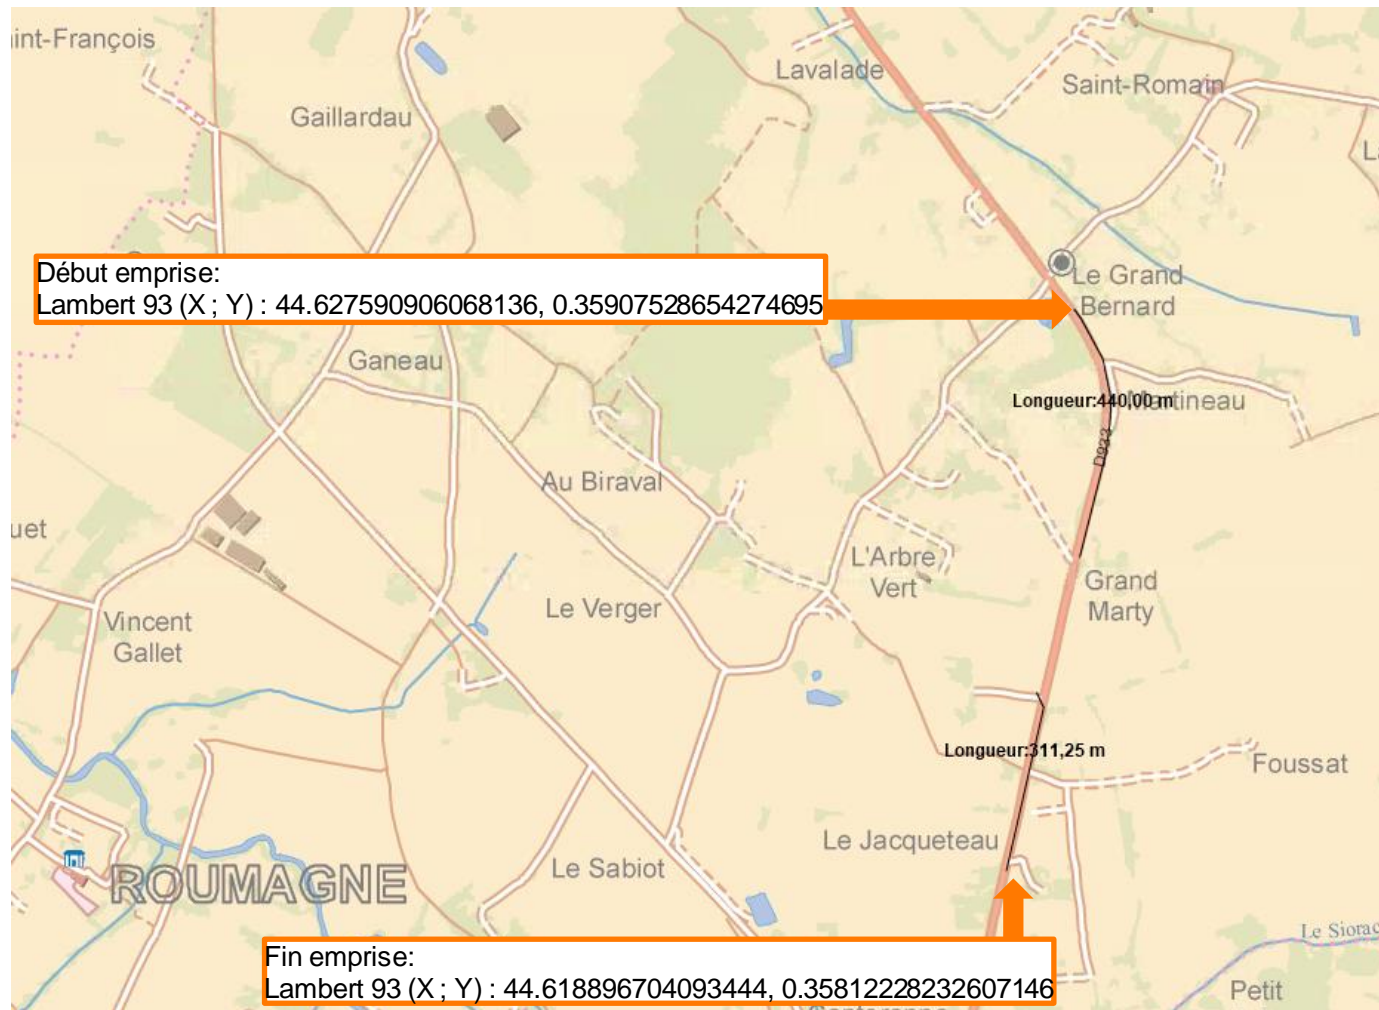 int-François
Lavalade
Saint-Romain
Gaillardau
Début emprise:
Lambert 93 (X ; Y) : 44.627590906068136, 0.35907528654274695
Le Grand
Bernard
Ganeau
Longueur:440,00 m
Martineau
D933
Au Biraval
uet
L'Arbre
Vert
Grand
Marty
Le Verger
Vincent
Gallet
Longueur:311,25 m
Foussat
Le Jacqueteau
Le Sabiot
ROUMAGNE
Le Siorac
Fin emprise:
Lambert 93 (X ; Y) : 44.618896704093444, 0.35812228232607146
Petit